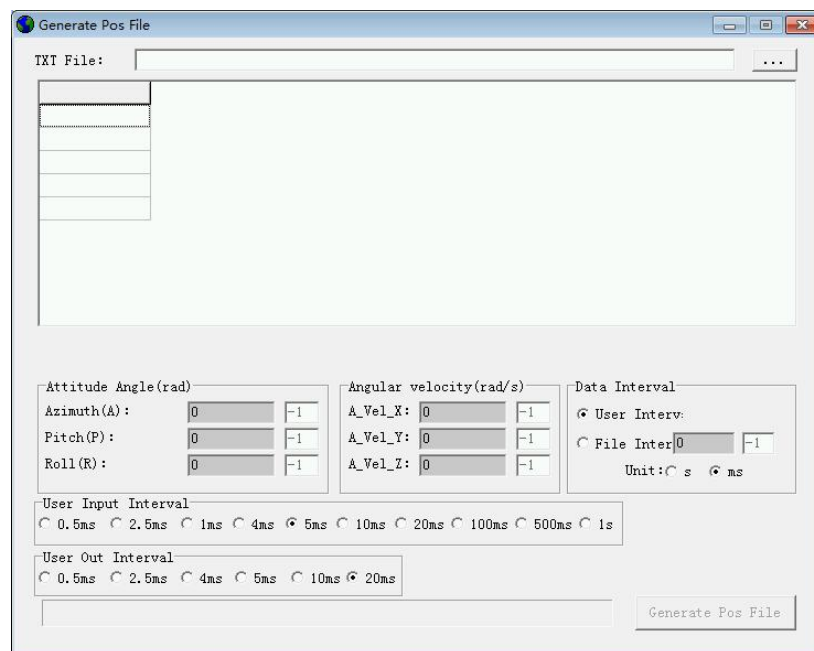 Generate Pos File
TXT File: ...
Attitude Angle(rad) Angular velocity(rad/s) Data Interval
Azimuth(A): 0 -1 A_Vel_X: 0 -1 User Interv:
Pitch(P): 0 -1 A_Vel_Y: 0 -1 File Inter 0 -1
Roll(R): 0 -1 A_Vel_Z: 0 -1 Unit: s ms
User Input Interval
0.5ms 2.5ms 1ms 4ms 5ms 10ms 20ms 100ms 500ms 1s
User Out Interval
0.5ms 2.5ms 4ms 5ms 10ms 20ms
Generate Pos File